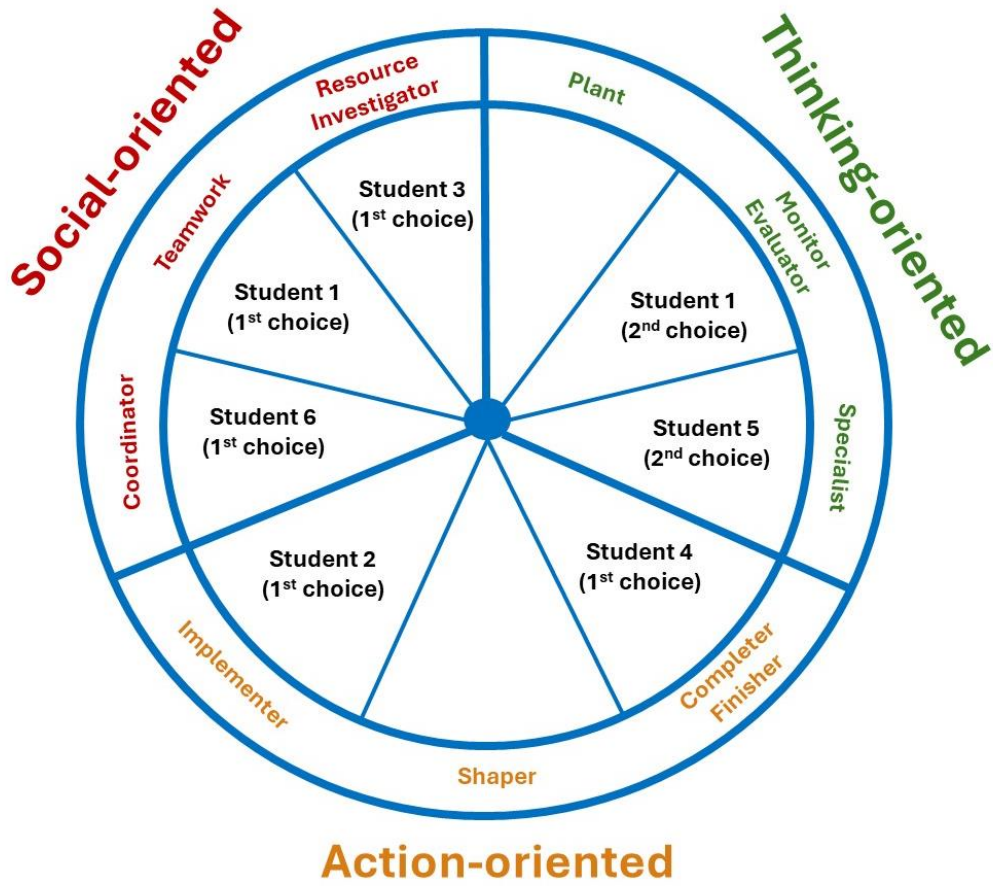 Social-oriented
Thinking-oriented
Resource
Investigator
Plant
Teamwork
Monitor
Evaluator
Coordinator
Specialist
Student 3
(1st choice)
Student 1
(1st choice)
Student 1
(2nd choice)
Student 6
(1st choice)
Student 5
(2nd choice)
Student 2
(1st choice)
Student 4
(1st choice)
Implementer
Completer
Finisher
Shaper
Action-oriented